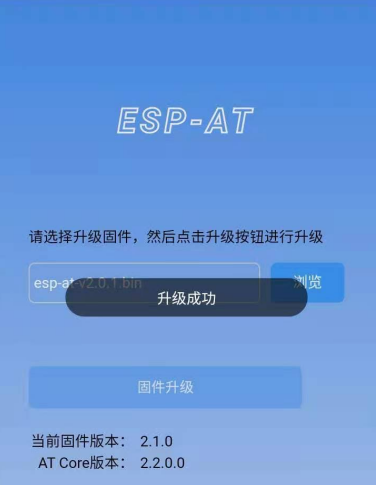 ESP-AT
请选择升级固件，然后点击升级按钮进行升级
esp-at-v2.0.1.bin
浏览
升级成功
固件升级
当前固件版本： 2.1.0
AT Core版本： 2.2.0.0